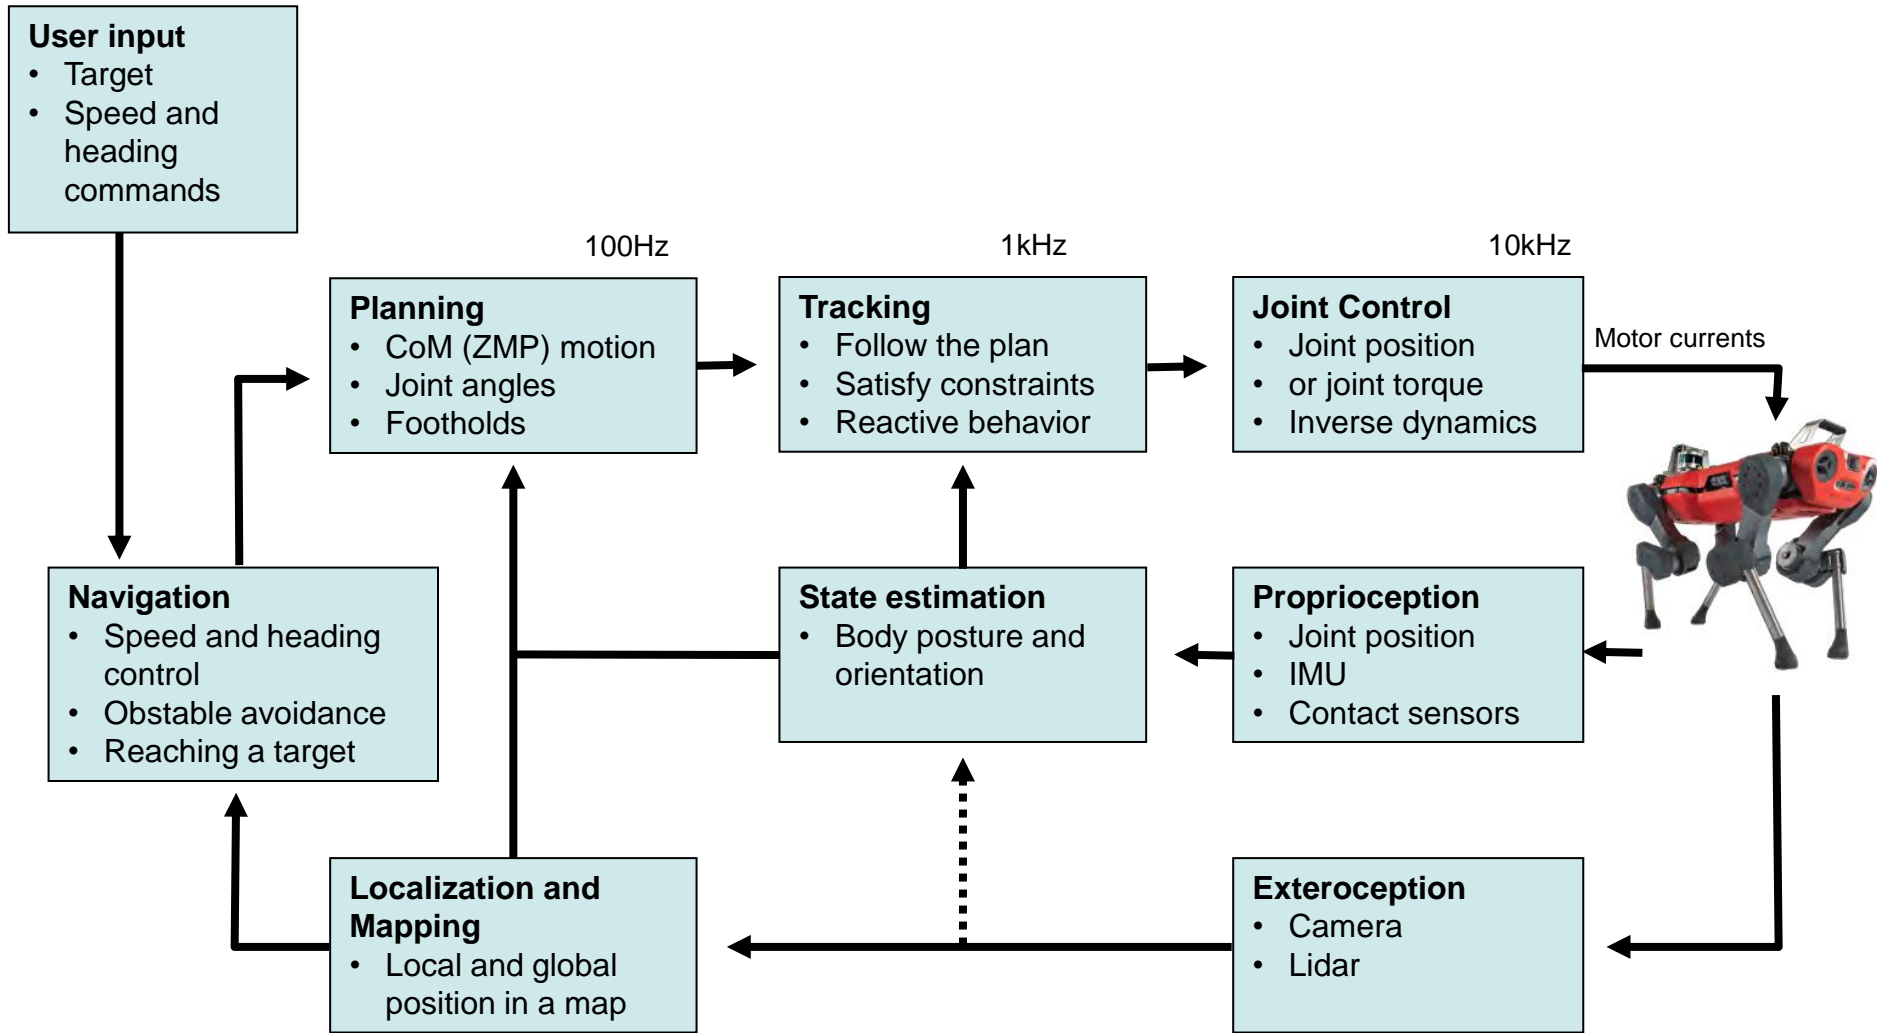 User input
• Target
• Speed and
heading
commands
100Hz
1kHz
10kHz
Planning
• CoM (ZMP) motion
• Joint angles
• Footholds
Tracking
• Follow the plan
• Satisfy constraints
• Reactive behavior
Joint Control
• Joint position
• or joint torque
• Inverse dynamics
Motor currents
Navigation
• Speed and heading
control
• Obstable avoidance
• Reaching a target
State estimation
• Body posture and
orientation
Proprioception
• Joint position
• IMU
• Contact sensors
Localization and
Mapping
• Local and global
position in a map
Exteroception
• Camera
• Lidar